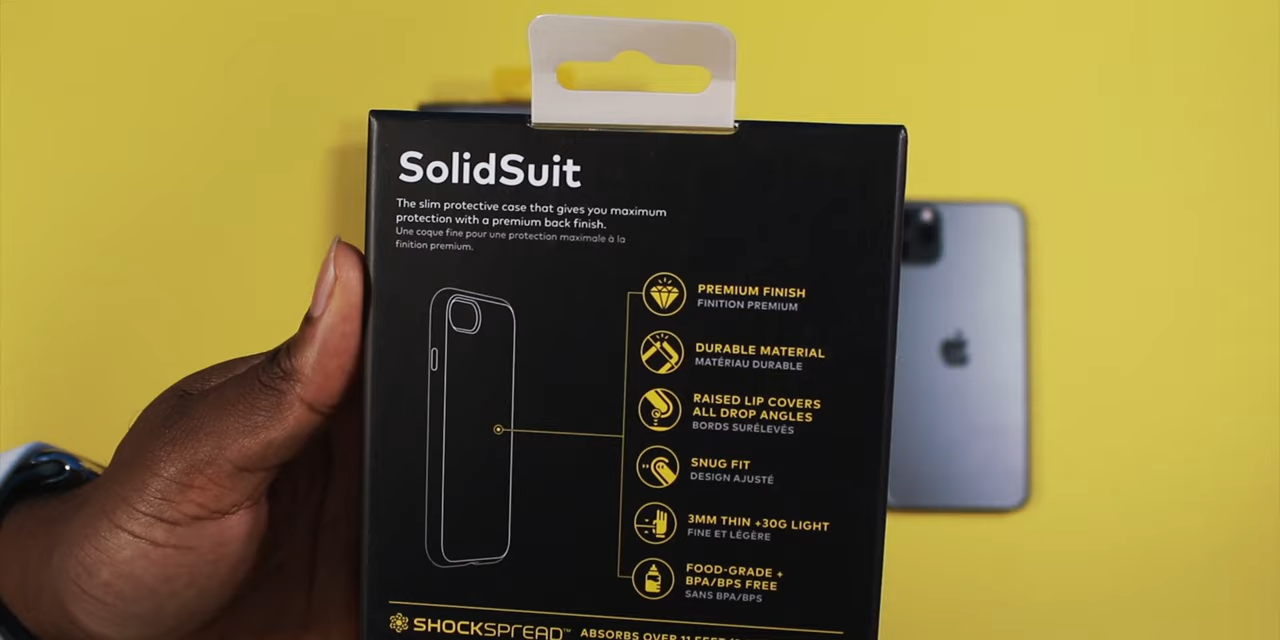 SolidSuit
The slim protective case that gives you maximum
protection with a premium back finish.
Une coque fine pour une protection maximale à la
finition premium.
PREMIUM FINISH
FINITION PREMIUM
DURABLE MATERIAL
MATÉRIAU DURABLE
RAISED LIP COVERS
ALL DROP ANGLES
BORDS SURÉLEVÉS
SNUG FIT
DESIGN AJUSTÉ
3MM THIN +30G LIGHT
FINE ET LÉGÈRE
FOOD-GRADE +
BPA/BPS FREE
SANS BPA/BPS
SHOCKSPREAD™ ABSORBS OVER 11 FEET